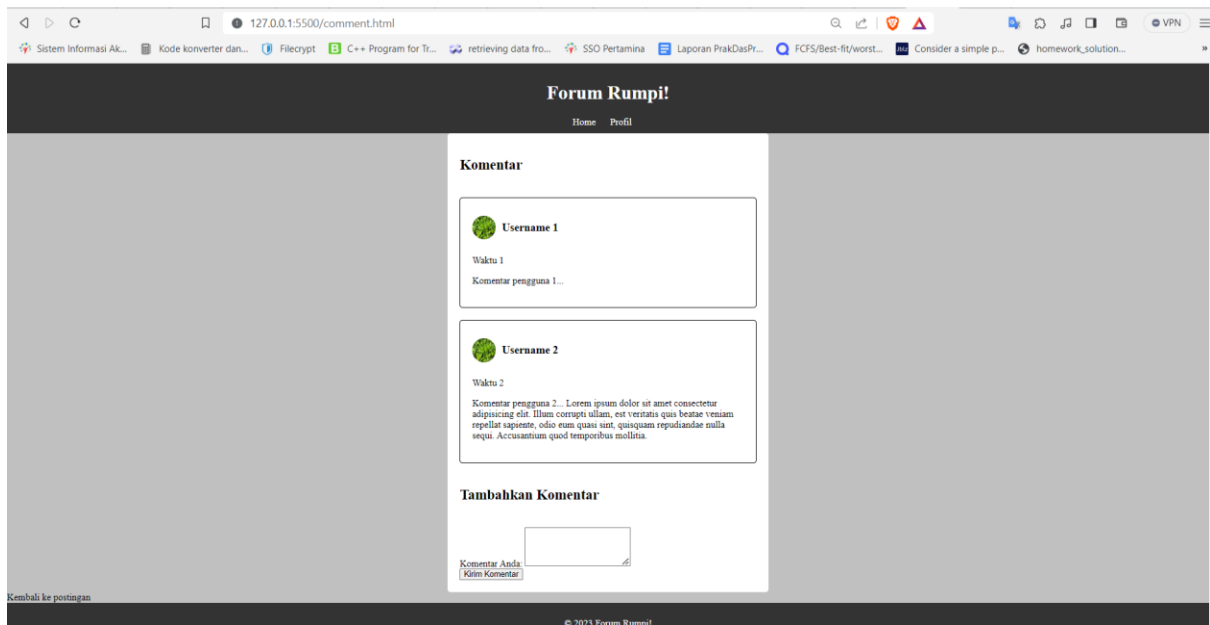 127.0.0.1:5500/comment.html
VPN
Sistem Informasi Ak... Kode konverter dan... Filecrypt C++ Program for Tr... retrieving data fro... SSO Pertamina Laporan PrakDasPr... FCFS/Best-fit/worst... Consider a simple p... homework_solution... »
Forum Rumpi!
Home Profil
Komentar
Username 1
Waktu 1
Komentar pengguna 1...
Username 2
Waktu 2
Komentar pengguna 2... Lorem ipsum dolor sit amet consectetur
adipisicing elit. Illum corrupti ullam, est veritatis quis beatae veniam
repellat sapiente, odio eum quasi sint, quisquam repudiandae nulla
sequi. Accusantium quod temporibus mollitia.
Tambahkan Komentar
Komentar Anda:
Kirim Komentar
Kembali ke postingan
© 2023 Forum Rumpi!